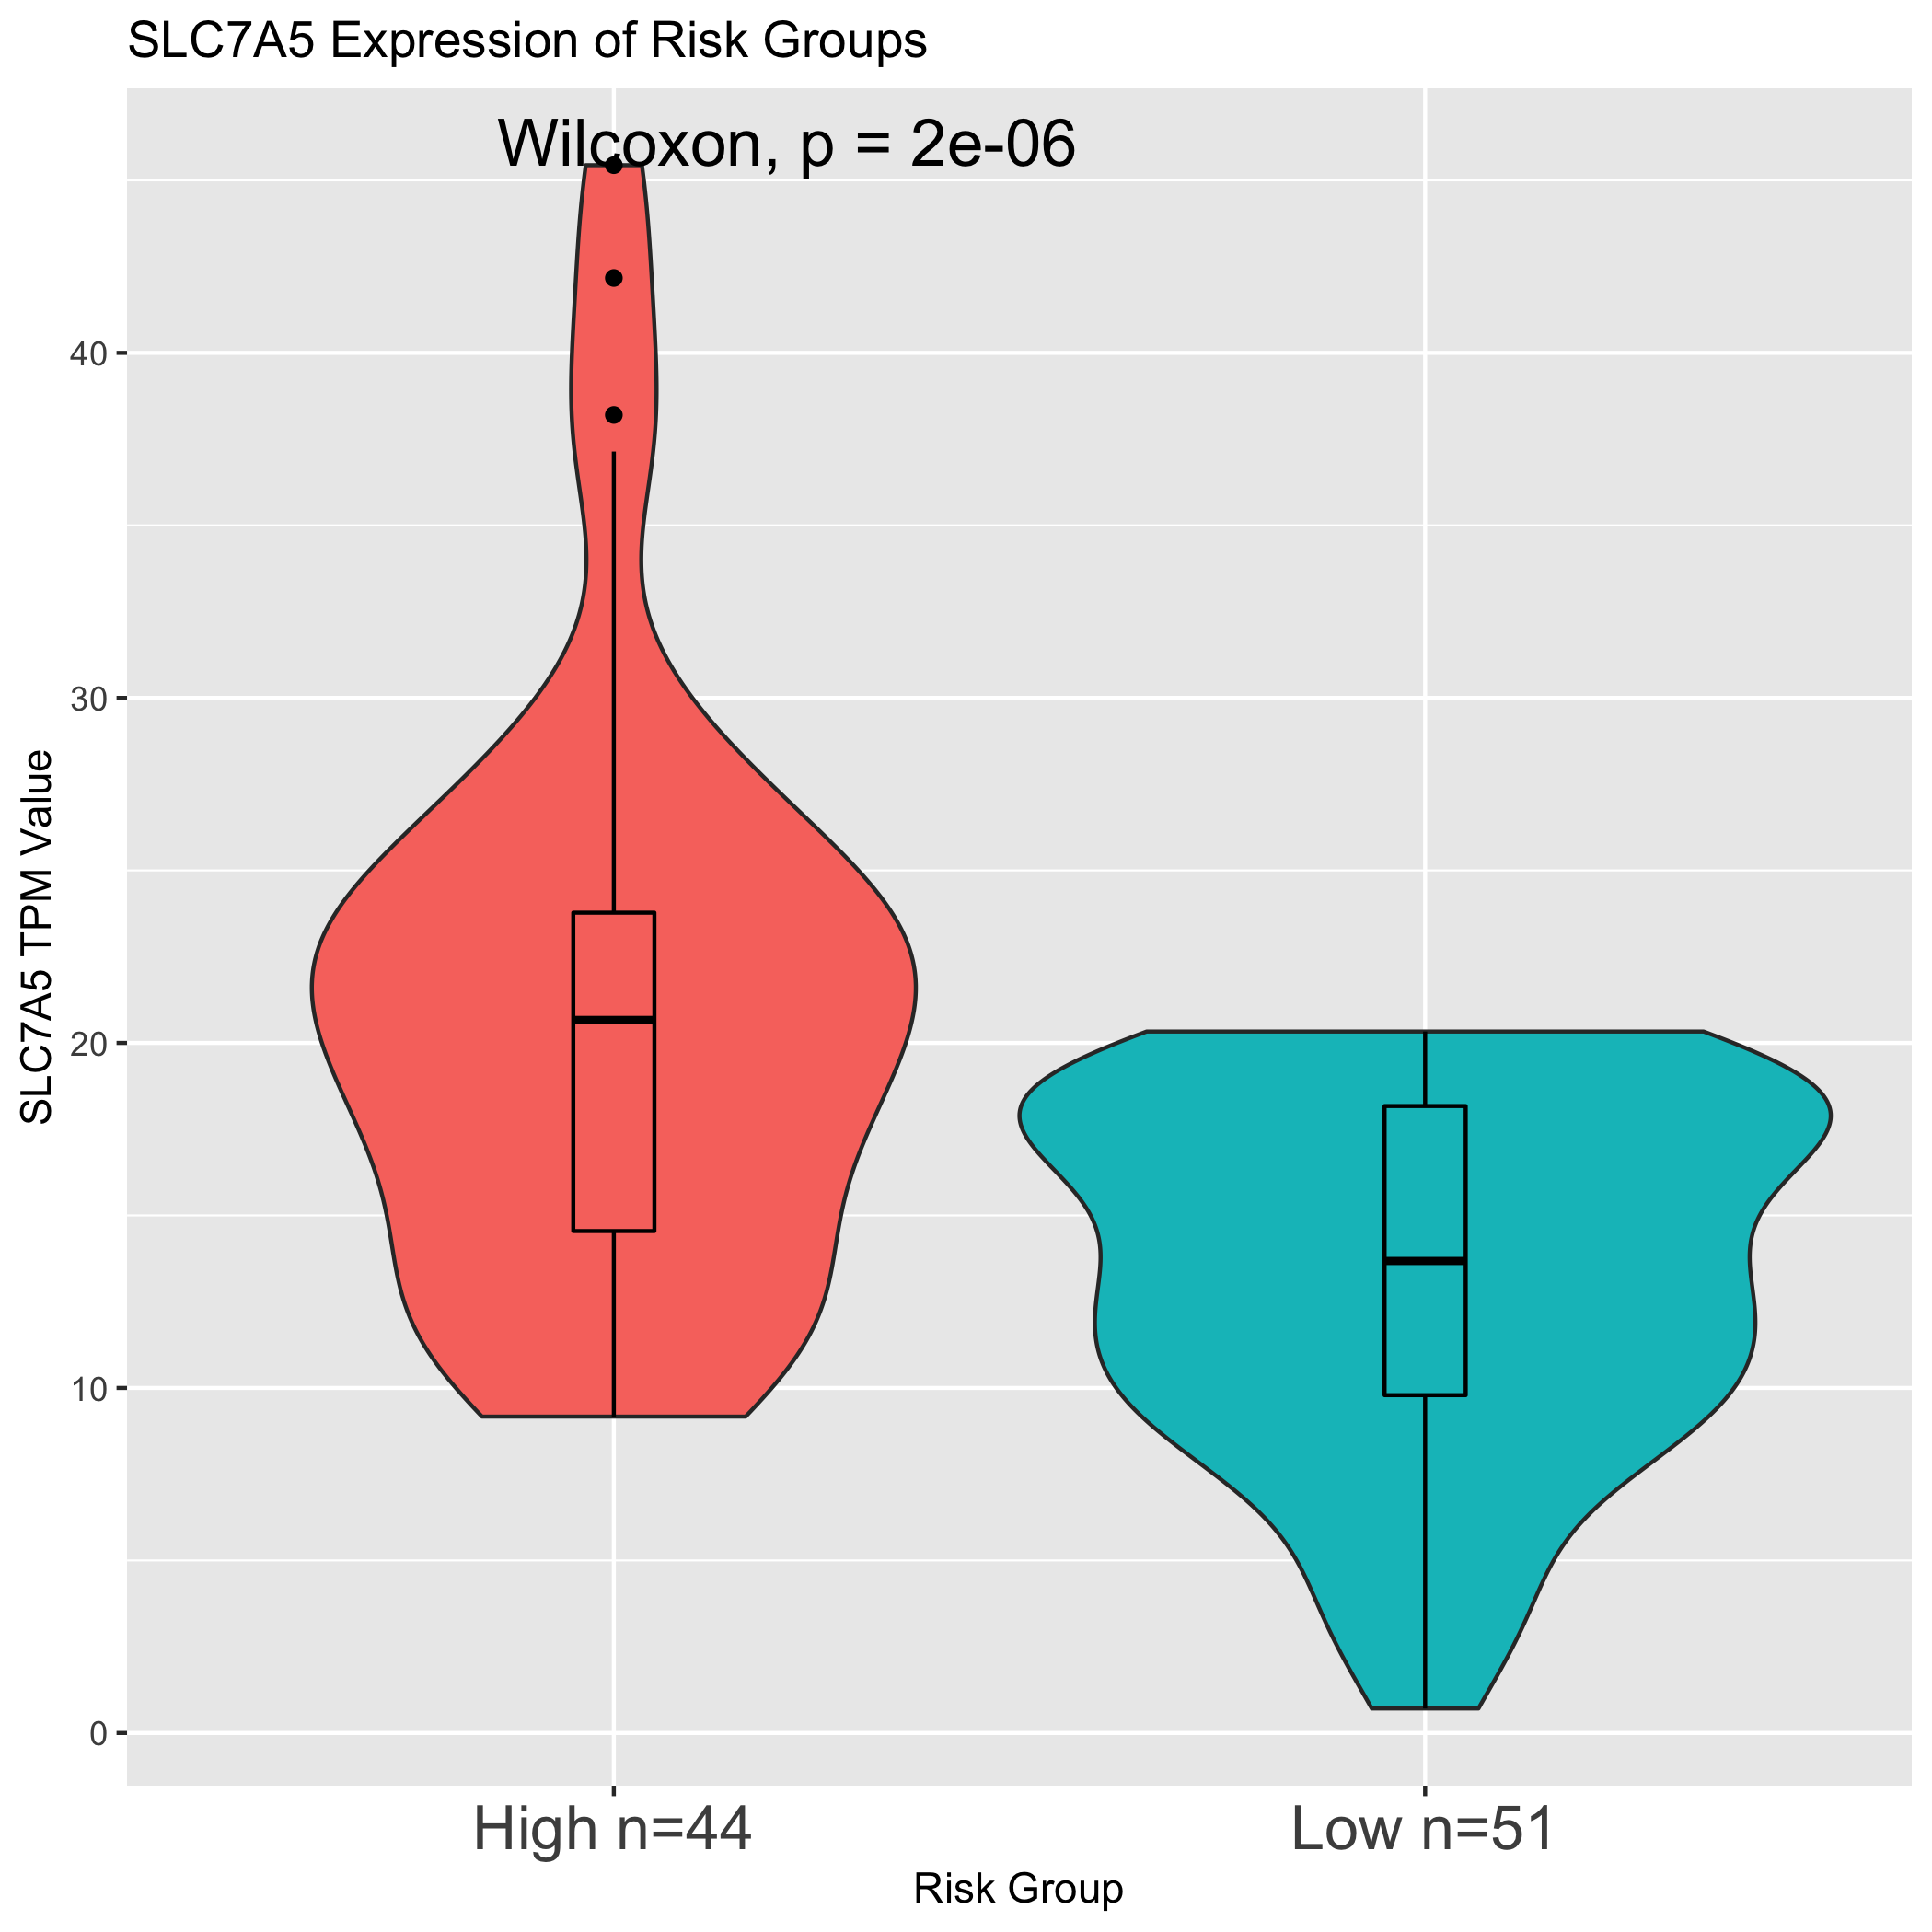 SLC7A5 Expression of Risk Groups
Wilcoxon, p = 2e-06
40
30
20
10
0
SLC7A5 TPM Value
High n=44
Low n=51
Risk Group